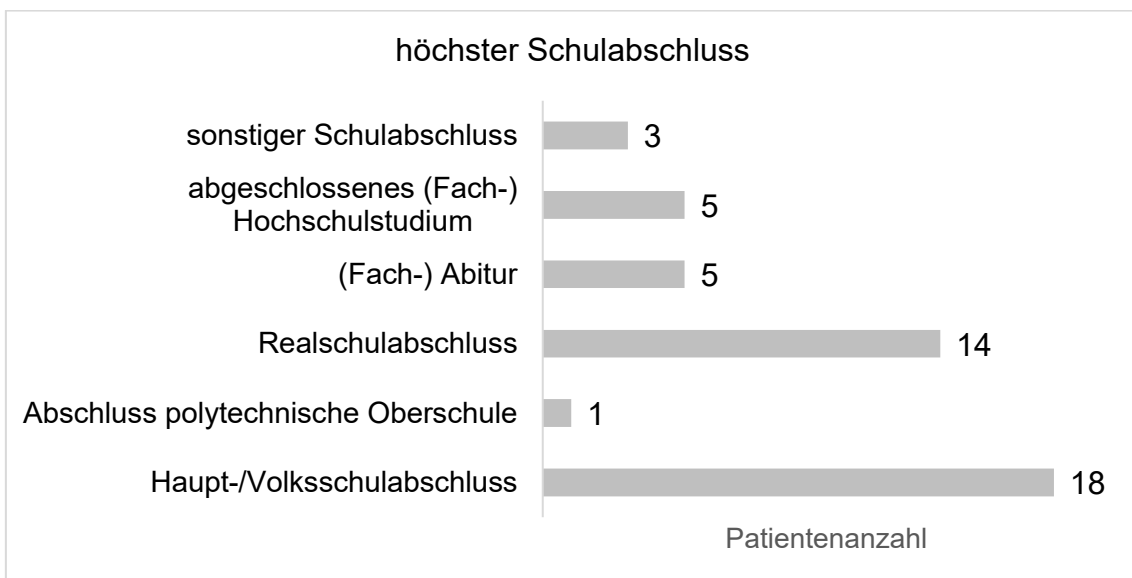 höchster Schulabschluss
sonstiger Schulabschluss
3
abgeschlossenes (Fach-)
Hochschulstudium
5
(Fach-) Abitur
5
Realschulabschluss
14
Abschluss polytechnische Oberschule
1
Haupt-/Volksschulabschluss
18
Patientenanzahl